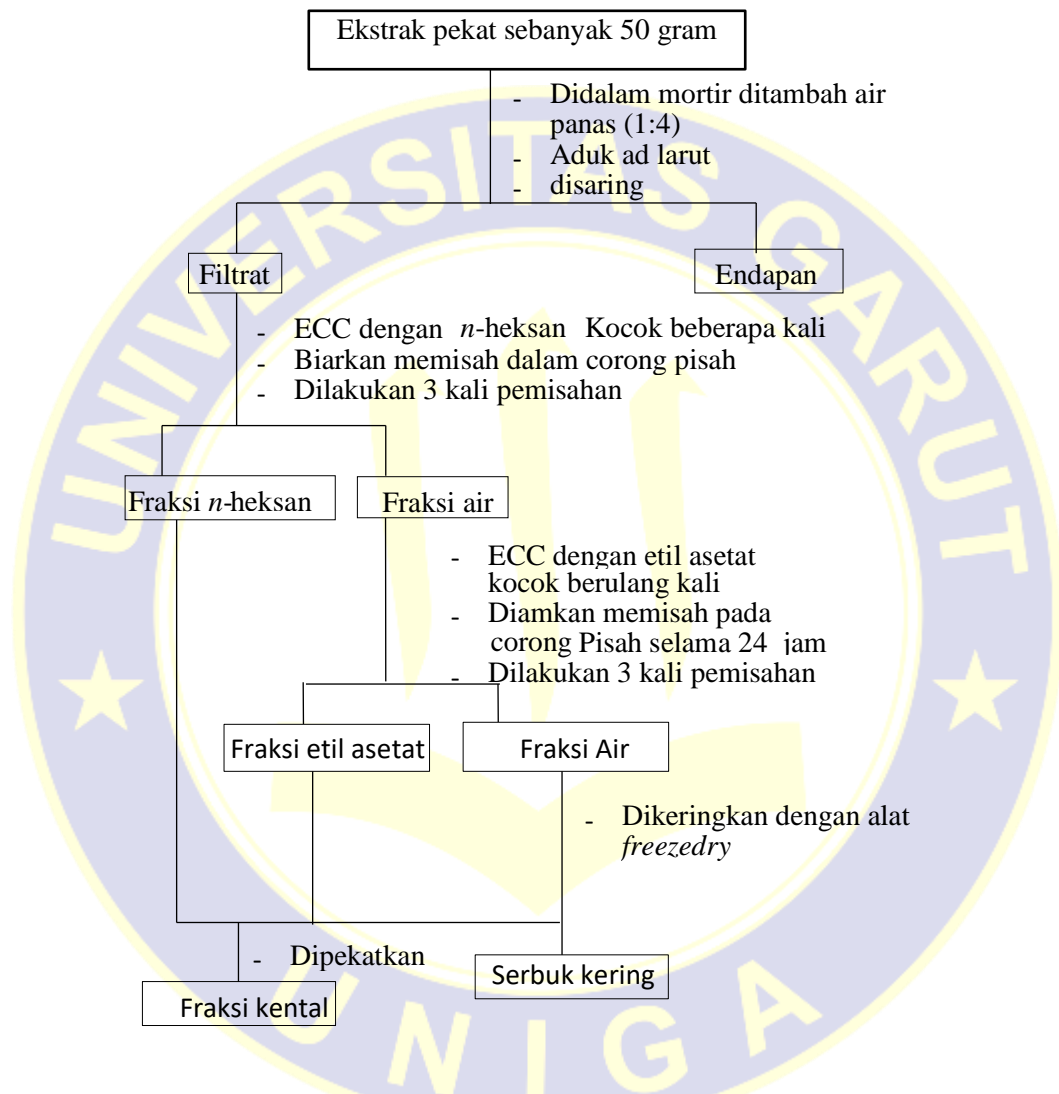 Ekstrak pekat sebanyak 50 gram
- Didalam mortir ditambah air
panas (1:4)
- Aduk ad larut
- disaring
Filtrat
Endapan
- ECC dengan n-heksan Kocok beberapa kali
- Biarkan memisah dalam corong pisah
- Dilakukan 3 kali pemisahan
Fraksi n-heksan
Fraksi air
- ECC dengan etil asetat
kocok berulang kali
- Diamkan memisah pada
corong Pisah selama 24 jam
- Dilakukan 3 kali pemisahan
Fraksi etil asetat
Fraksi Air
- Dikeringkan dengan alat
freezedry
- Dipekatkan
Serbuk kering
Fraksi kental
UNIVERSITAS GARUT
UNIGA